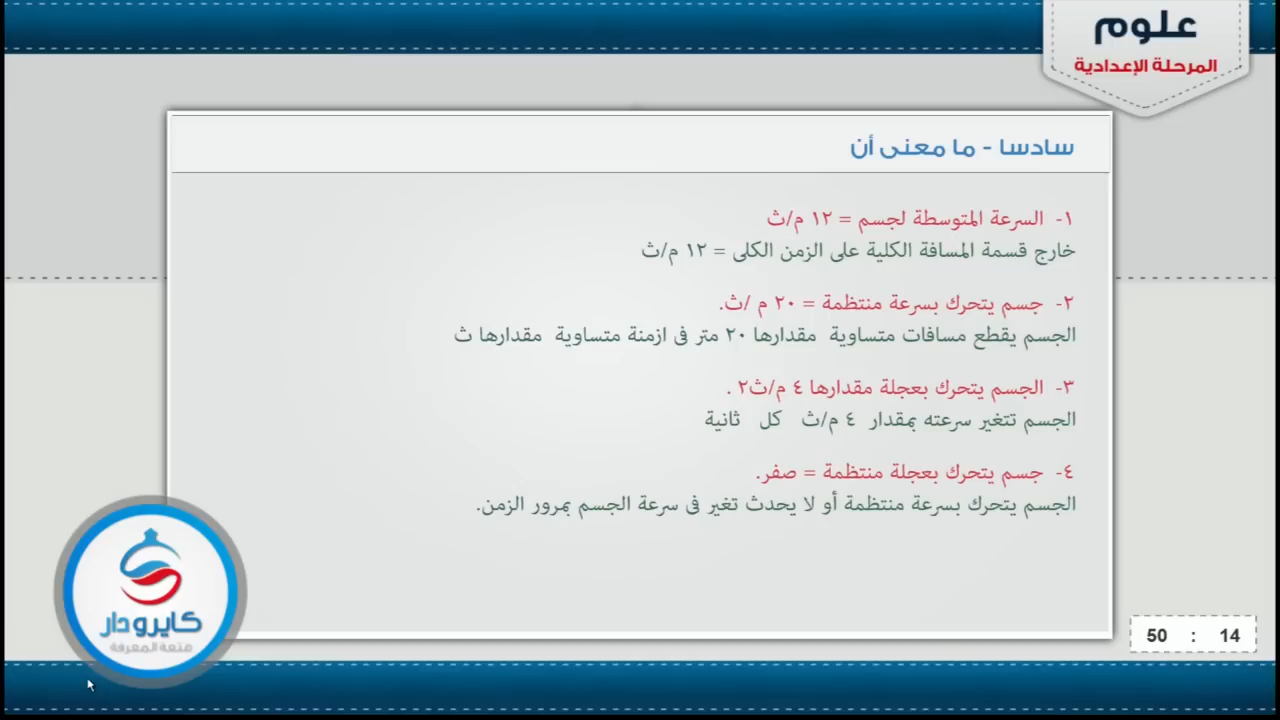 علوم
المرحلة الإعدادية
سادسا - ما معنى أن
١- السرعة المتوسطة لجسم = ١٢ م/ث
خارج قسمة المسافة الكلية على الزمن الكلى = ١٢ م/ث
٢- جسم يتحرك بسرعة منتظمة = ٢٠ م /ث.
الجسم يقطع مسافات متساوية مقدارها ٢٠ متر فى ازمنة متساوية مقدارها ث
٣- الجسم يتحرك بعجلة مقدارها ٤ م/ث٢ .
الجسم تتغير سرعته بمقدار ٤ م/ث كل ثانية
٤- جسم يتحرك بعجلة منتظمة = صفر.
الجسم يتحرك بسرعة منتظمة أو لا يحدث تغير فى سرعة الجسم بمرور الزمن.
كايرودار
متعة المعرفة
50 : 14